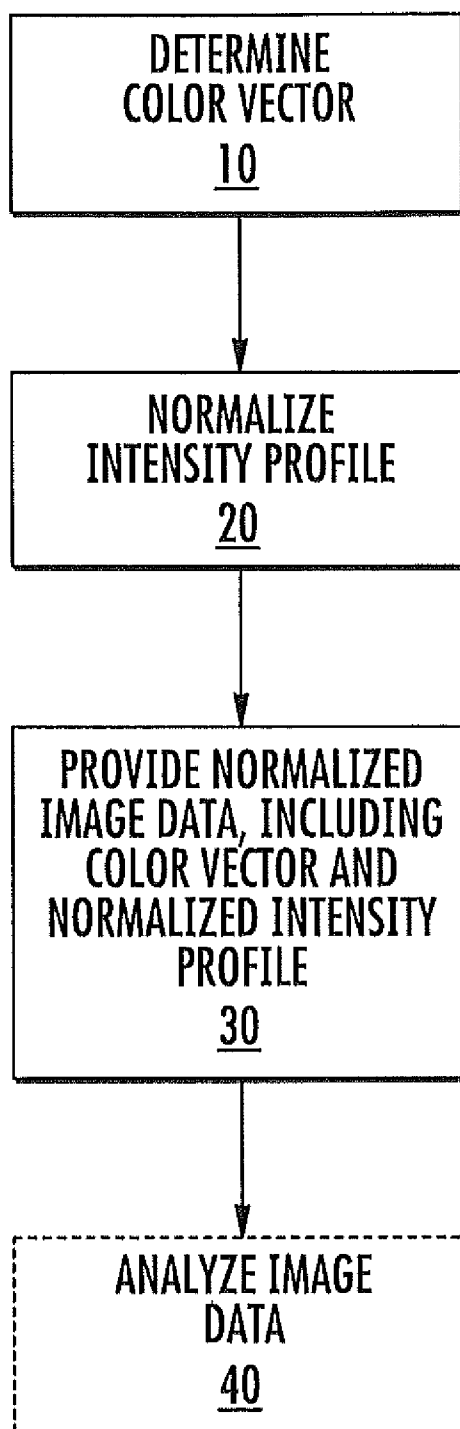 DETERMINE
COLOR VECTOR
10
NORMALIZE
INTENSITY PROFILE
20
PROVIDE NORMALIZED
IMAGE DATA, INCLUDING
COLOR VECTOR AND
NORMALIZED INTENSITY
PROFILE
30
ANALYZE IMAGE
DATA
40